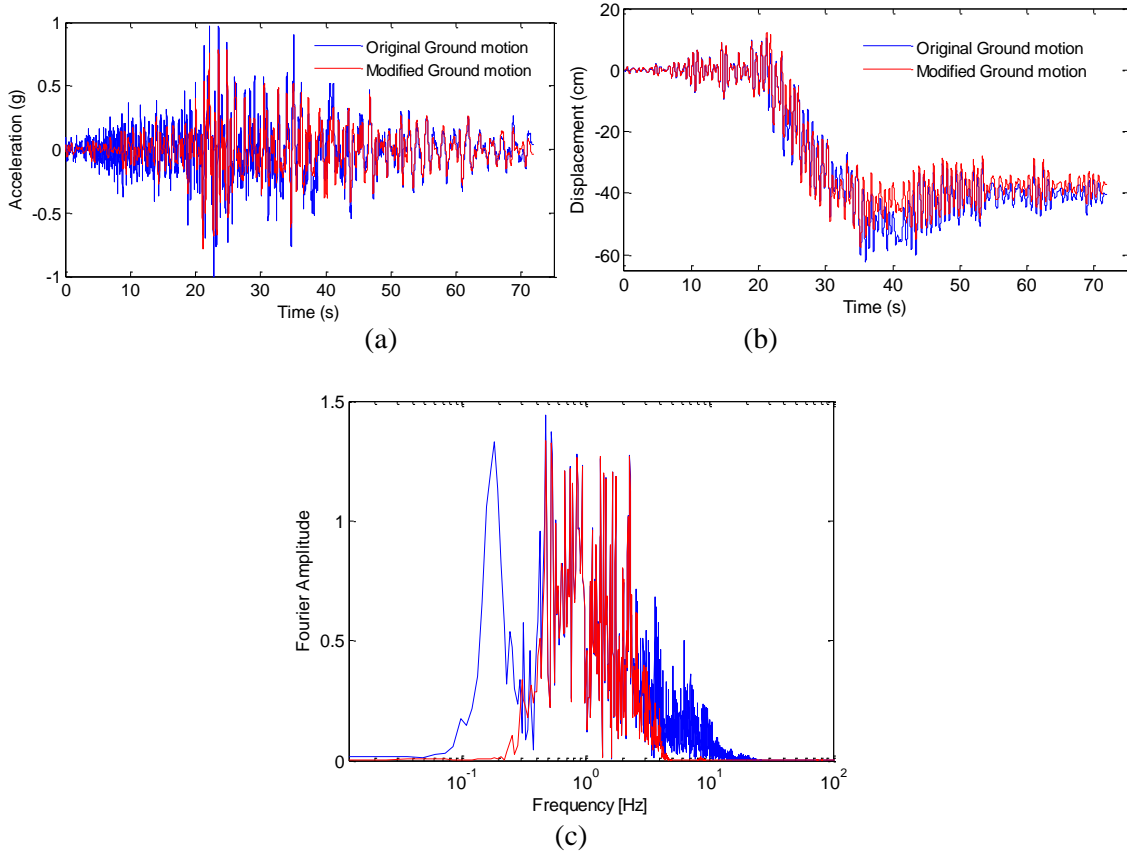 Acceleration (g)
1
0.5
0
-0.5
-1
Original Ground motion
Modified Ground motion
0 10 20 30 40 50 60 70
Time (s)
(a)
Displacement (cm)
20
0
-20
-40
-60
Original Ground motion
Modified Ground motion
0 10 20 30 40 50 60 70
Time (s)
(b)
Fourier Amplitude
1.5
1
0.5
0
10^-1 10^0 10^1 10^2
Frequency [Hz]
(c)